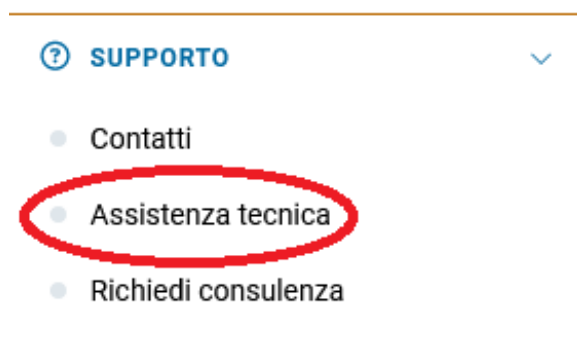 SUPPORTO
Contatti
Assistenza tecnica
Richiedi consulenza